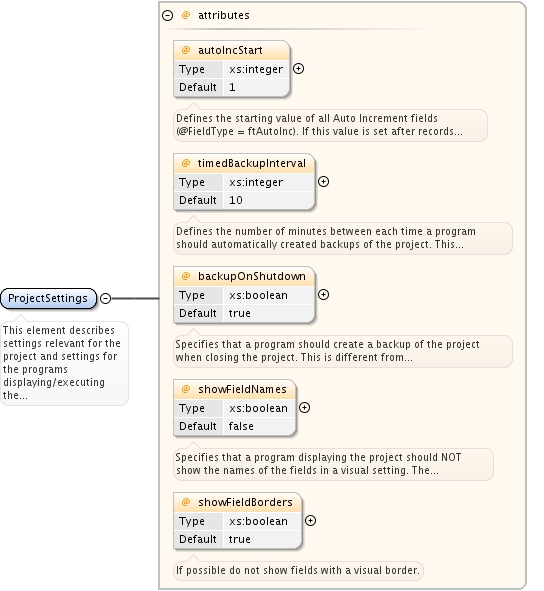 attributes
@ autoIncStart
Type xs:integer
Default 1
Defines the starting value of all Auto Increment fields
(@FieldType = ftAutoInc). If this value is set after records...
@ timedBackupInterval
Type xs:integer
Default 10
Defines the number of minutes between each time a program
should automatically created backups of the project. This...
@ backupOnShutdown
Type xs:boolean
Default true
Specifies that a program should create a backup of the project
when closing the project. This is different from...
ProjectSettings
This element describes
settings relevant for the
project and settings for
the programs
displaying/executing
the...
@ showFieldNames
Type xs:boolean
Default false
Specifies that a program displaying the project should NOT
show the names of the fields in a visual setting. The...
@ showFieldBorders
Type xs:boolean
Default true
If possible do not show fields with a visual border.